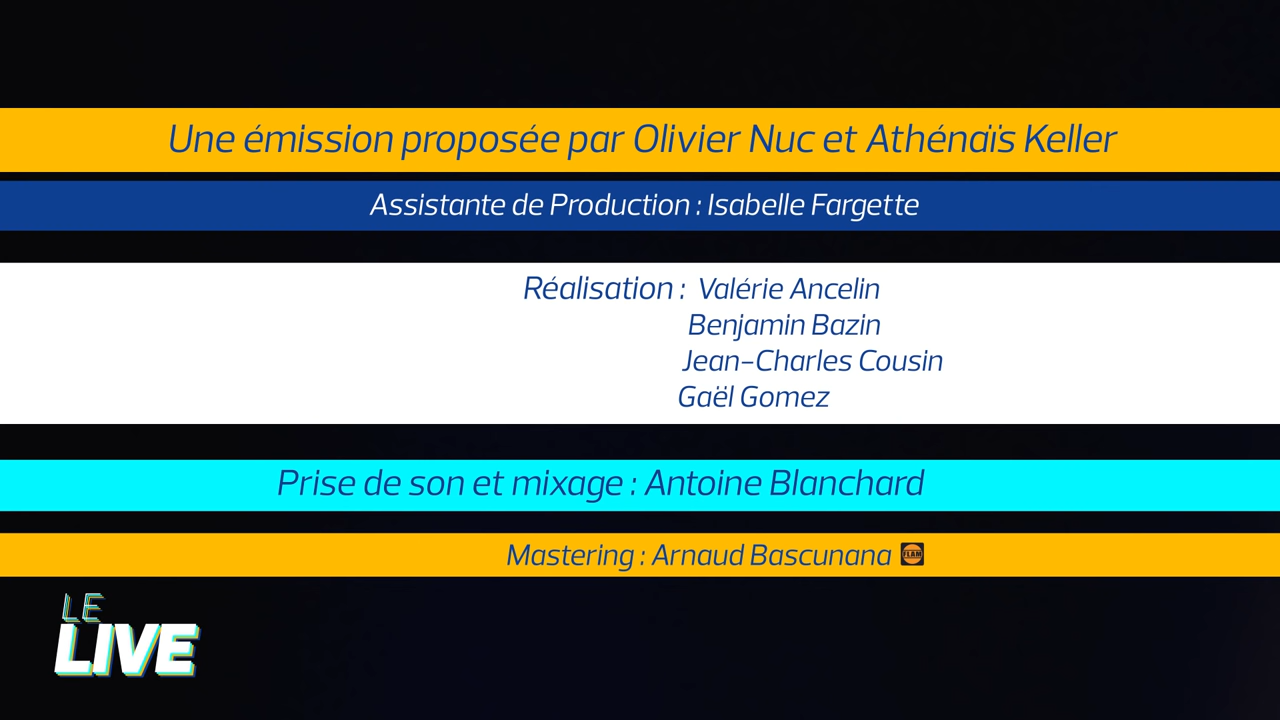 Une émission proposée par Olivier Nuc et Athénaïs Keller
Assistante de Production : Isabelle Fargette
Réalisation : Valérie Ancelin
Benjamin Bazin
Jean-Charles Cousin
Gaël Gomez
Prise de son et mixage : Antoine Blanchard
Mastering : Arnaud Bascunana FLAM
LE
LIVE